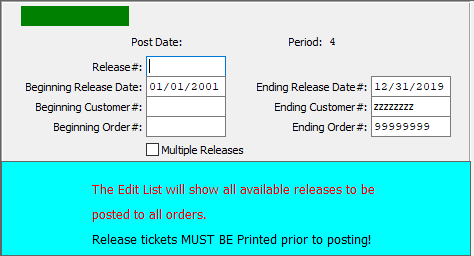 Post Date: Period: 4
Release#:
Beginning Release Date#: 01/01/2001 Ending Release Date#: 12/31/2019
Beginning Customer#: Ending Customer#: zzzzzzzz
Beginning Order#: Ending Order#: 99999999
Multiple Releases
The Edit List will show all available releases to be
posted to all orders.
Release tickets MUST BE Printed prior to posting!